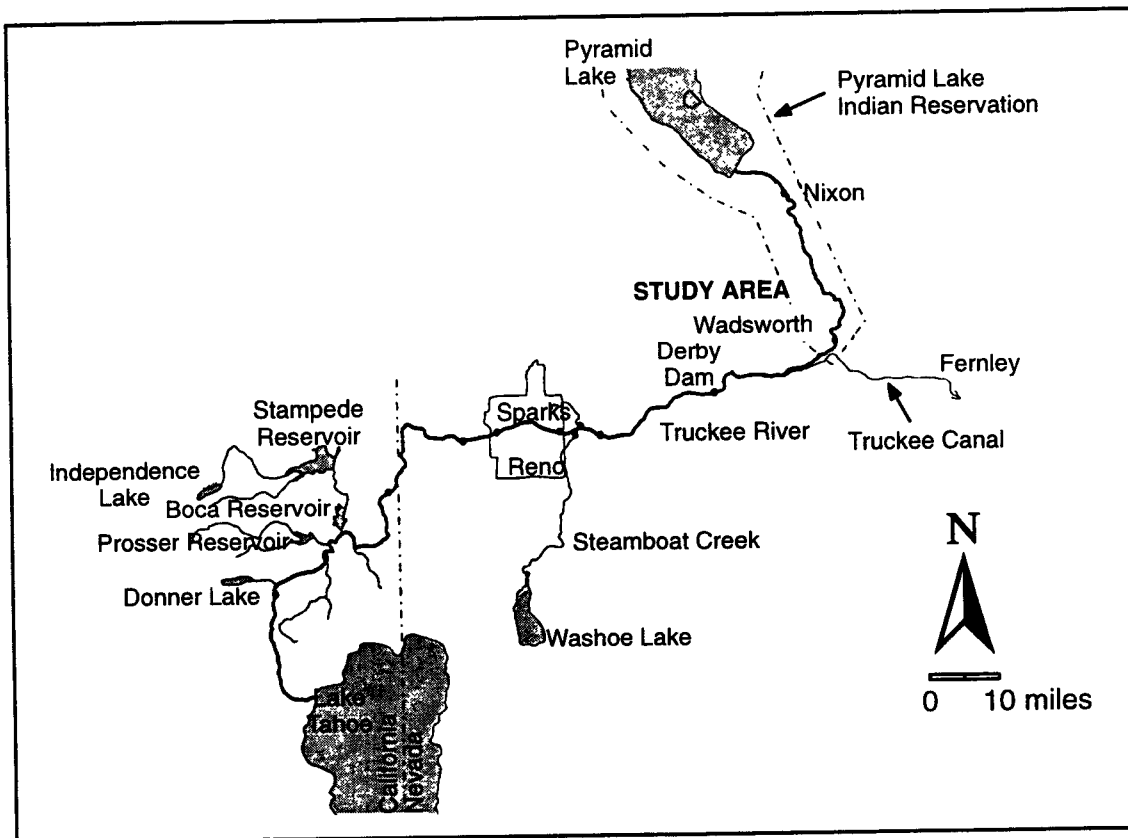 Pyramid
Lake
Pyramid Lake
Indian Reservation
Nixon
STUDY AREA
Wadsworth
Derby
Dam
Fernley
Stampede
Reservoir
Sparks
Truckee River
Truckee Canal
Independence
Lake
Reno
Boca Reservoir
Prosser Reservoir
Steamboat Creek
N
Donner Lake
Washoe Lake
0 10 miles
Lake
Tahoe
California
Nevada